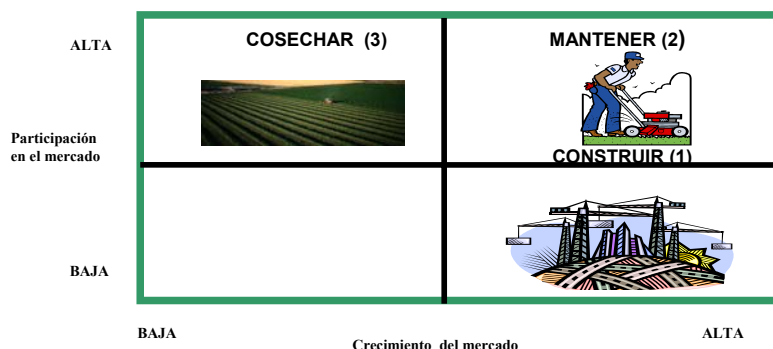 COSECHAR (3)
MANTENER (2)
ALTA
Participación
en el mercado
CONSTRUIR (1)
BAJA
BAJA
ALTA
Crecimiento del mercado